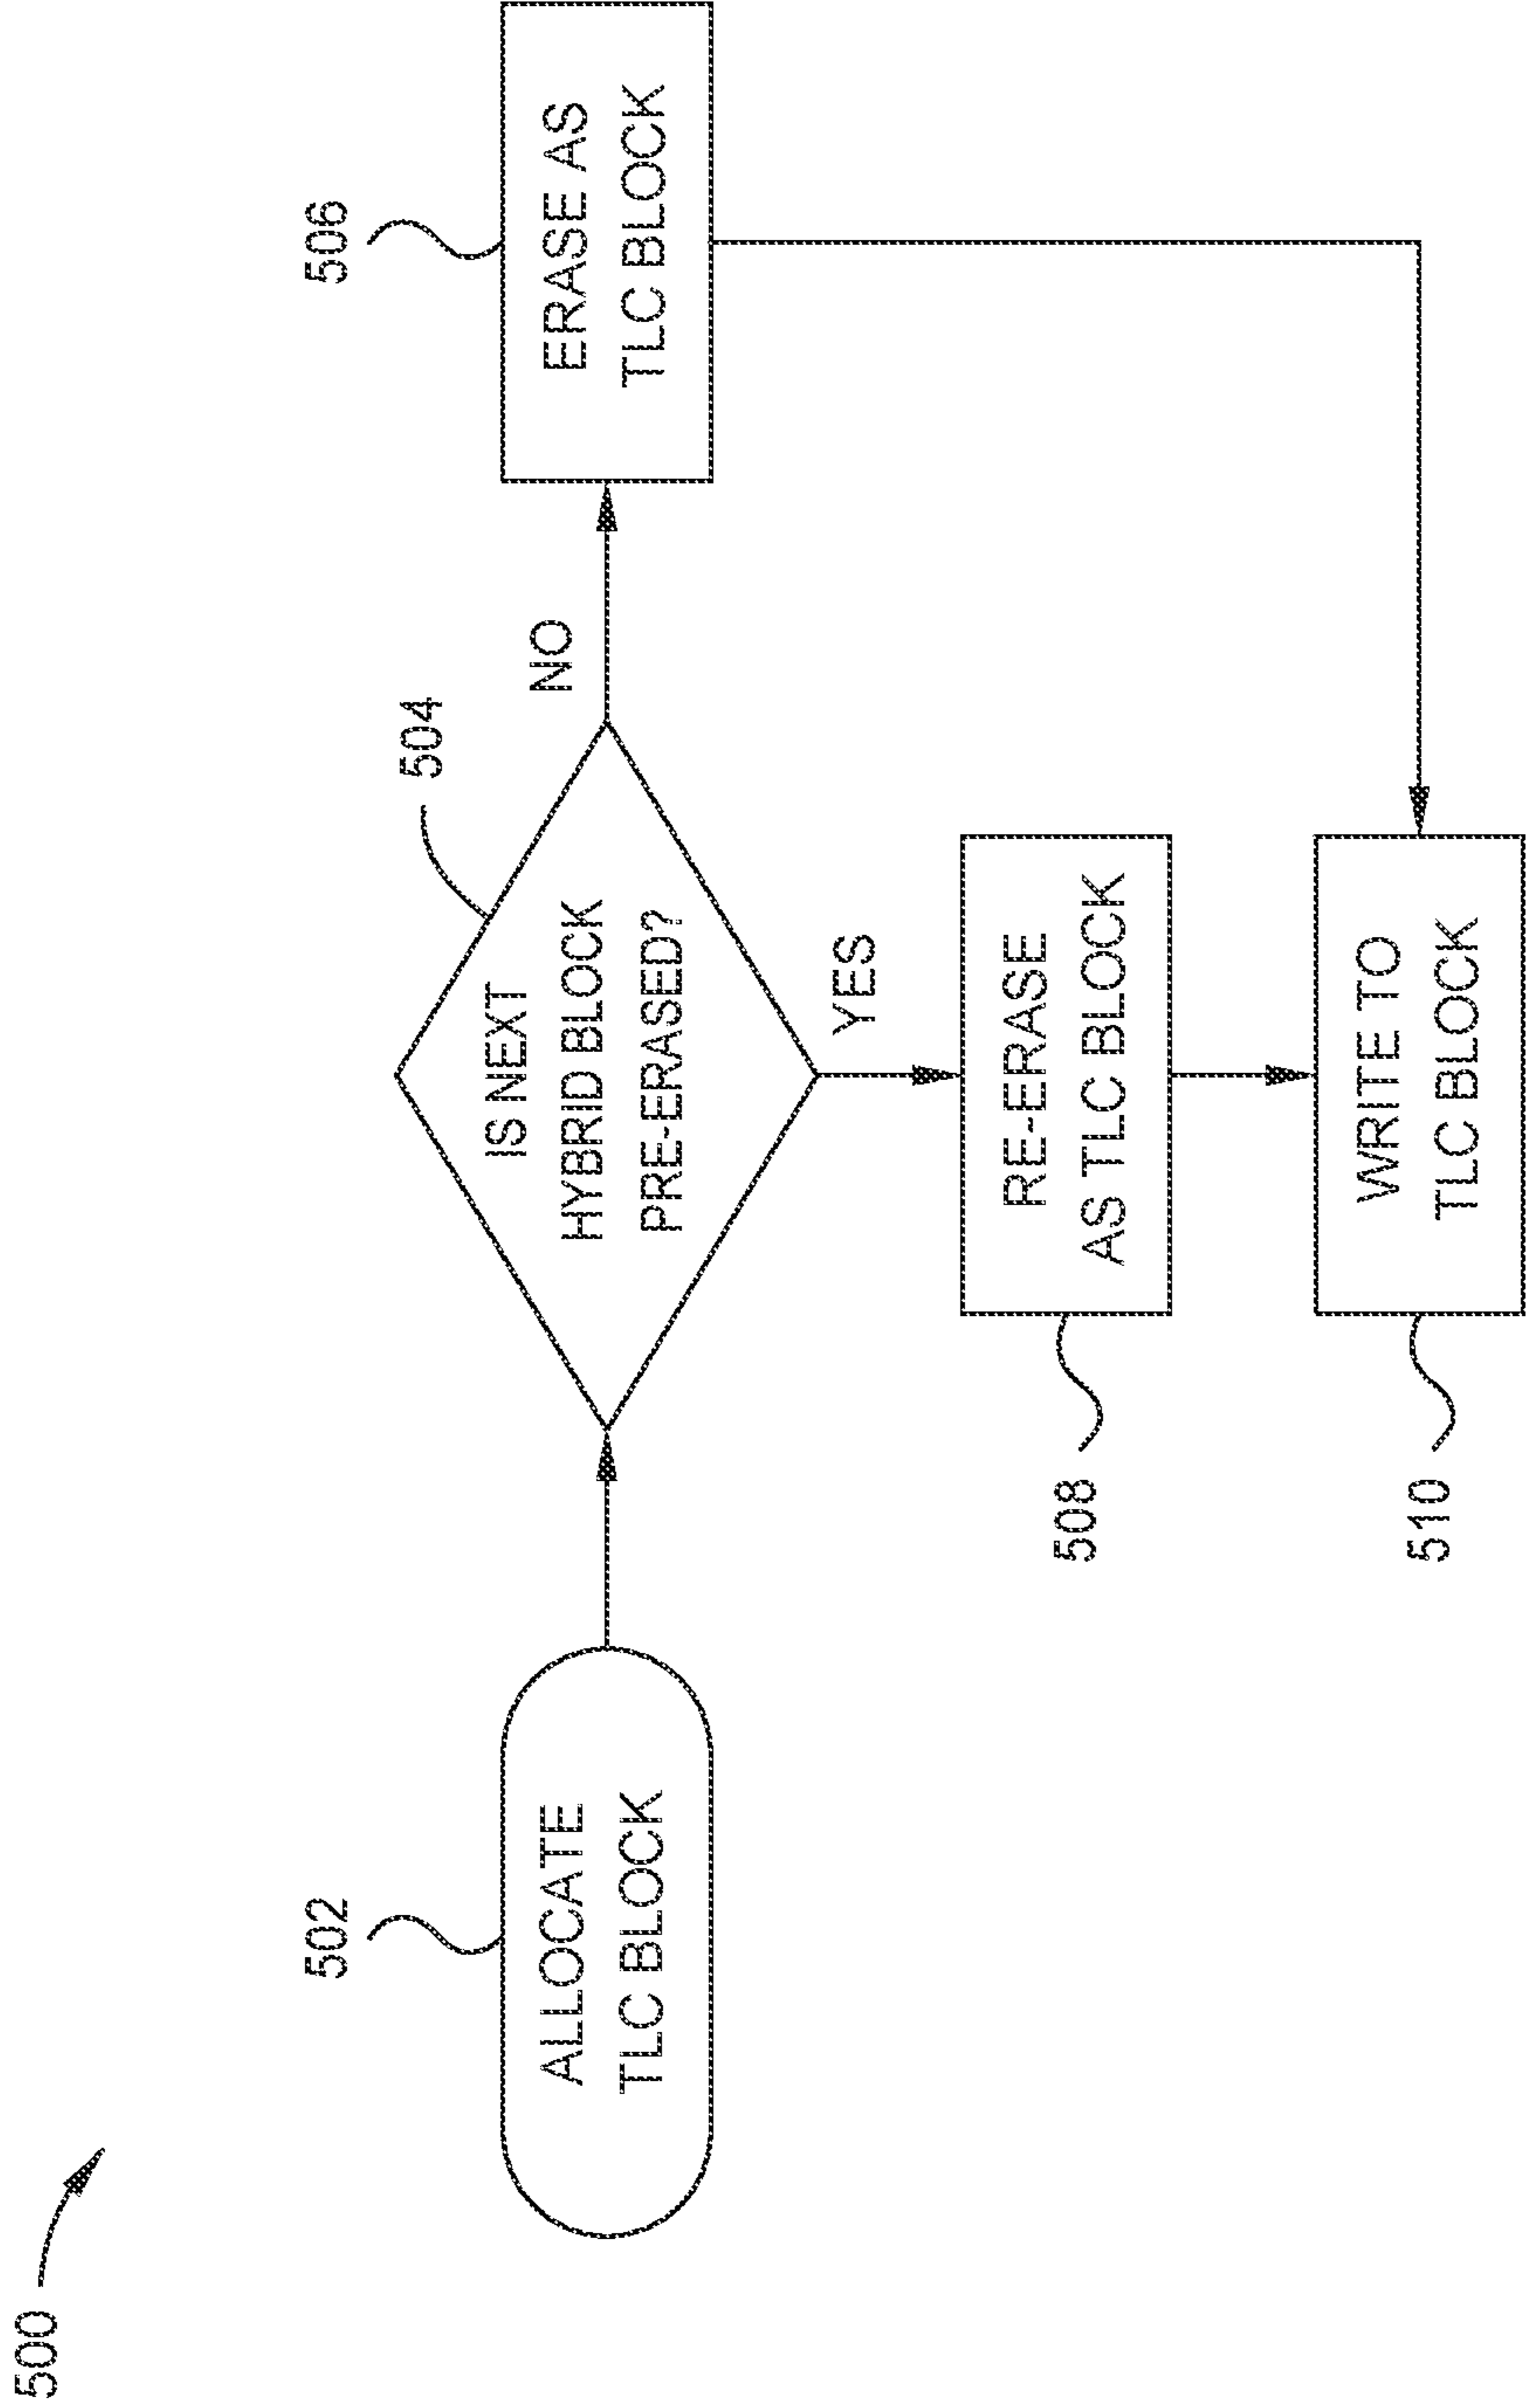 500
502
ALLOCATE
TLC BLOCK
504
IS NEXT
HYBRID BLOCK
PRE-ERASED?
NO
506
ERASE AS
TLC BLOCK
YES
508
RE-ERASE
AS TLC BLOCK
510
WRITE TO
TLC BLOCK